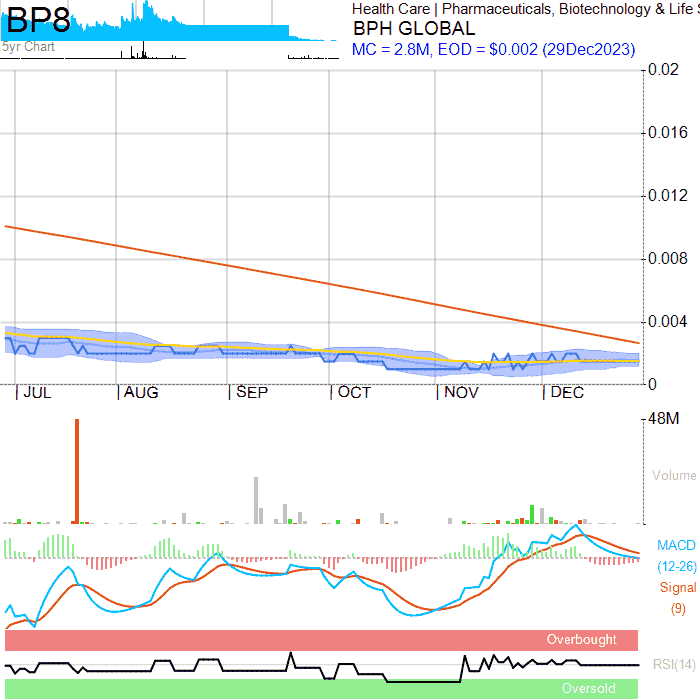 BP8
5yr Chart
Health Care | Pharmaceuticals, Biotechnology & Life S
BPH GLOBAL
MC = 2.8M, EOD = $0.002 (29Dec2023)
0.02
0.016
0.012
0.008
0.004
0
JUL AUG SEP OCT NOV DEC
48M
Volume
MACD
(12-26)
Signal
(9)
Overbought
RSI(14)
Oversold